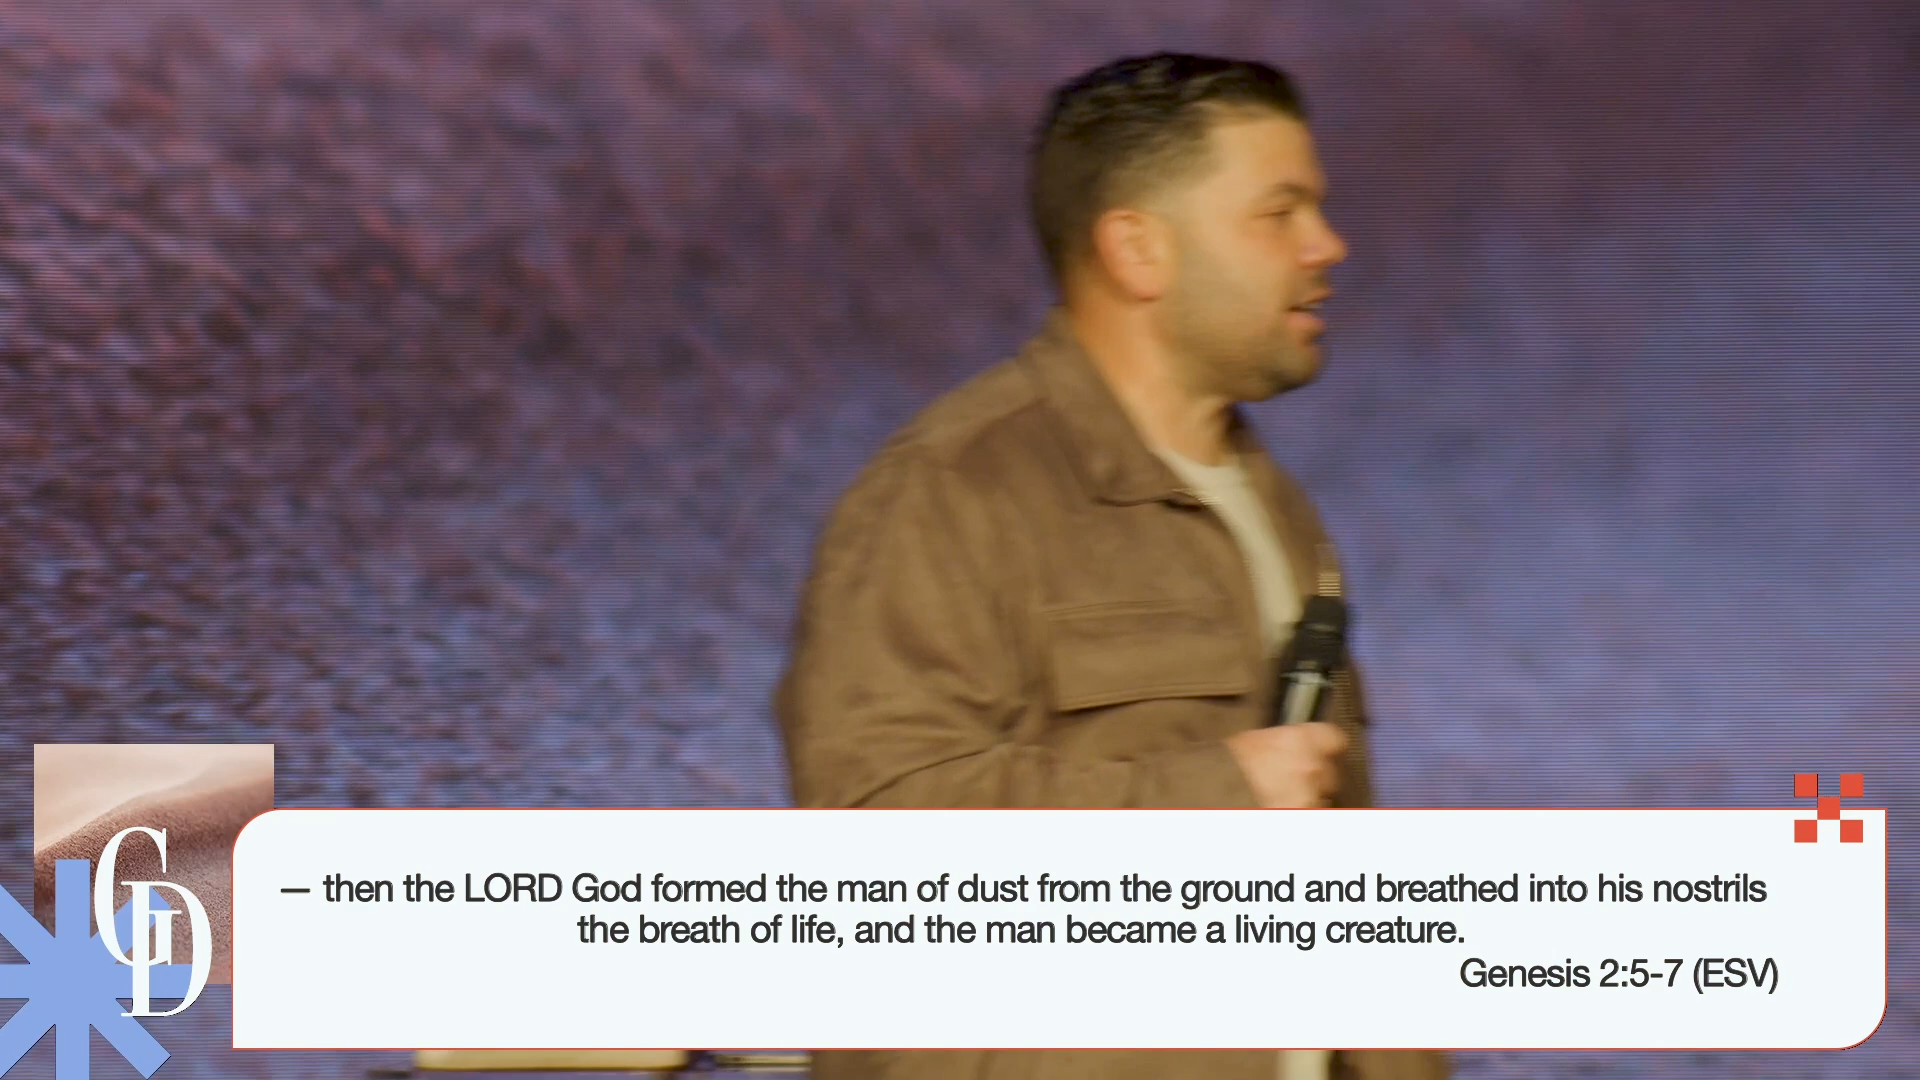 GD
— then the LORD God formed the man of dust from the ground and breathed into his nostrils
the breath of life, and the man became a living creature.
Genesis 2:5-7 (ESV)